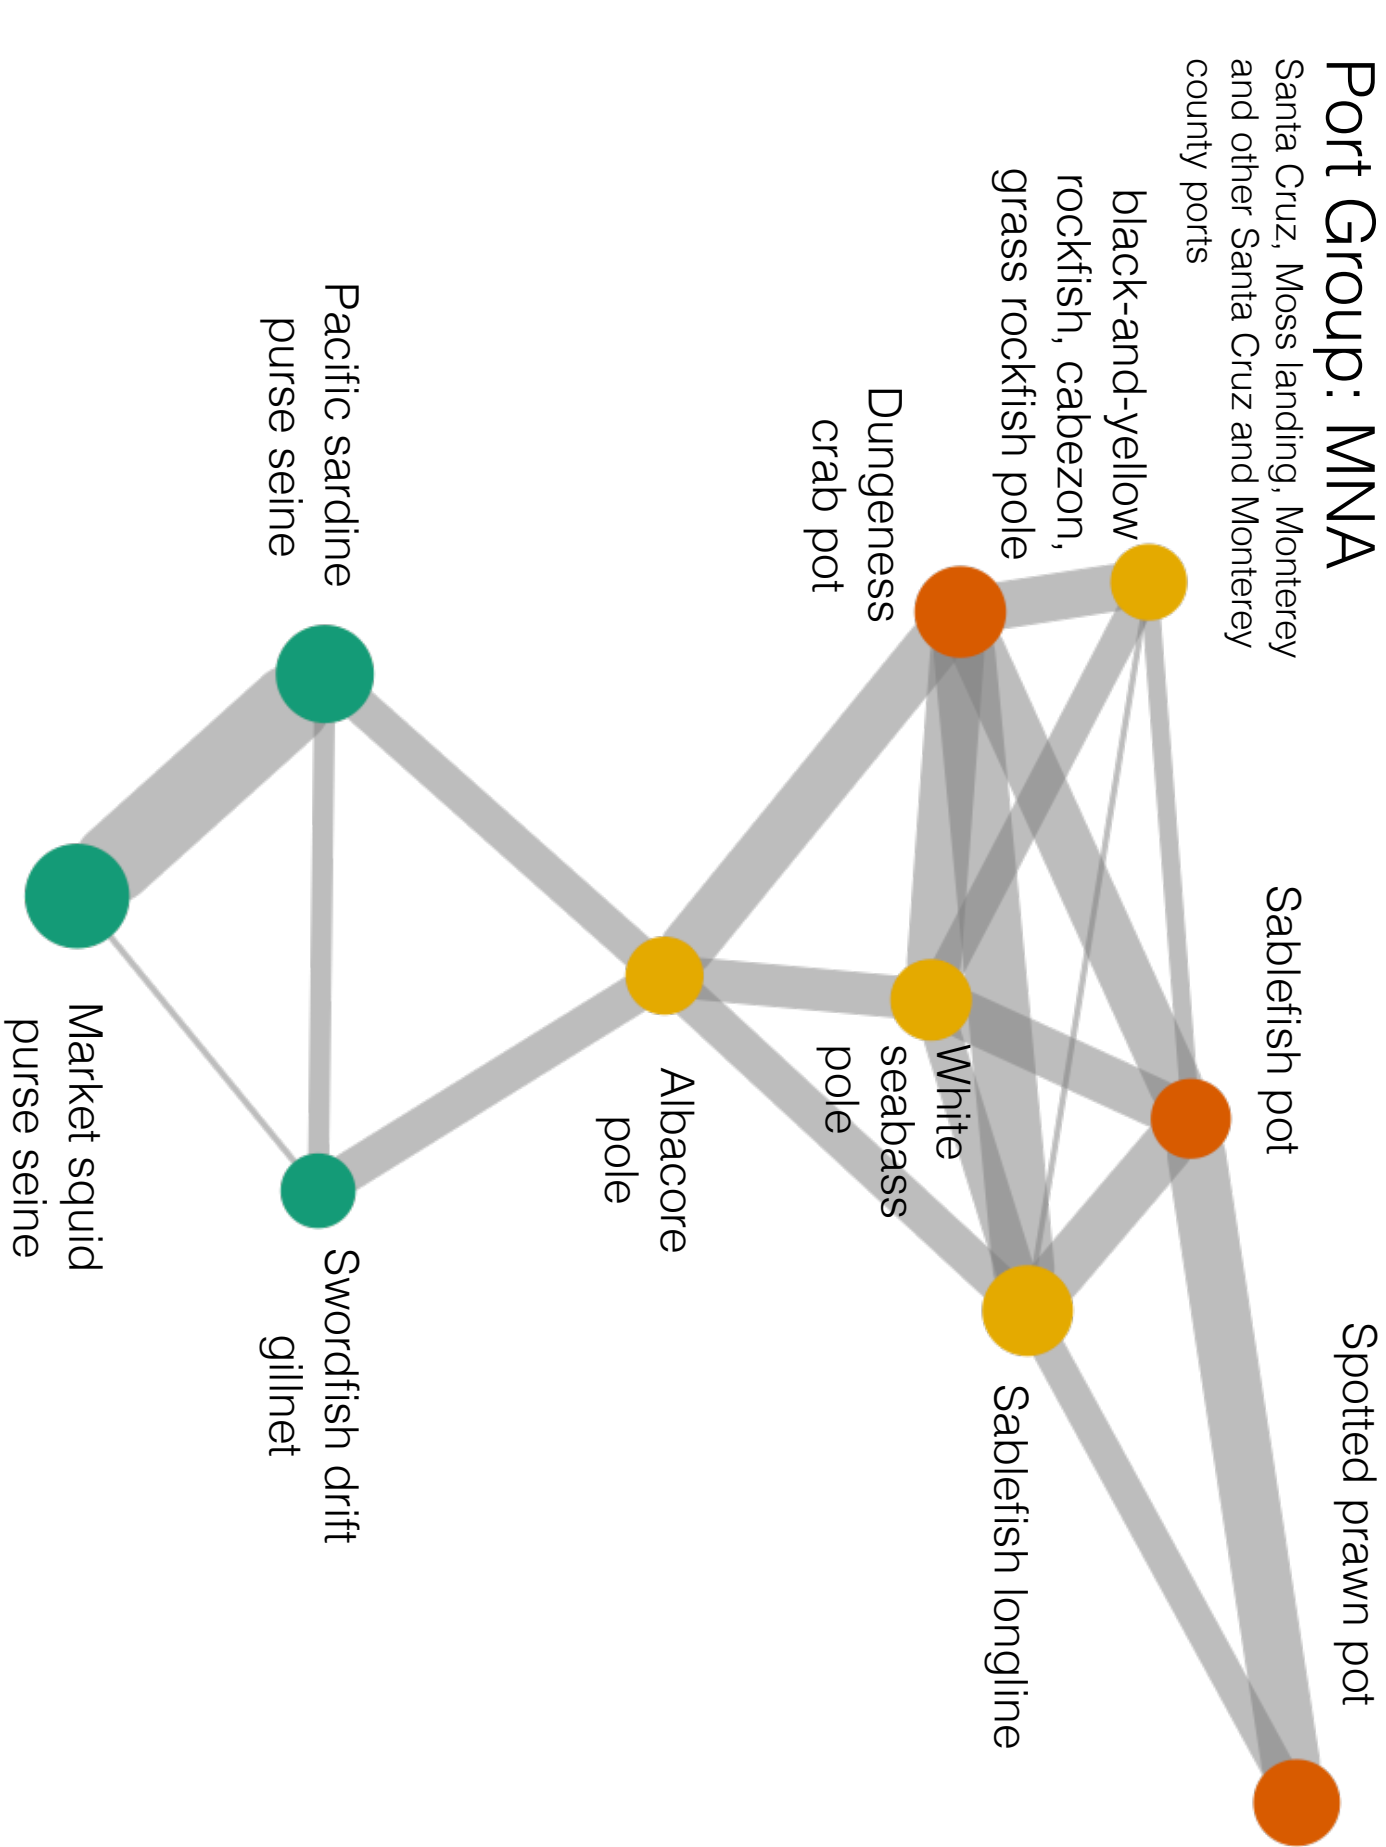 Port Group: MNA
Santa Cruz, Moss landing, Monterey
and other Santa Cruz and Monterey
county ports
black-and-yellow
rockfish, cabezon,
grass rockfish pole
Dungeness
crab pot
Sablefish pot
Spotted prawn pot
White
seabass
pole
Sablefish longline
Albacore
pole
Pacific sardine
purse seine
Swordfish drift
gillnet
Market squid
purse seine